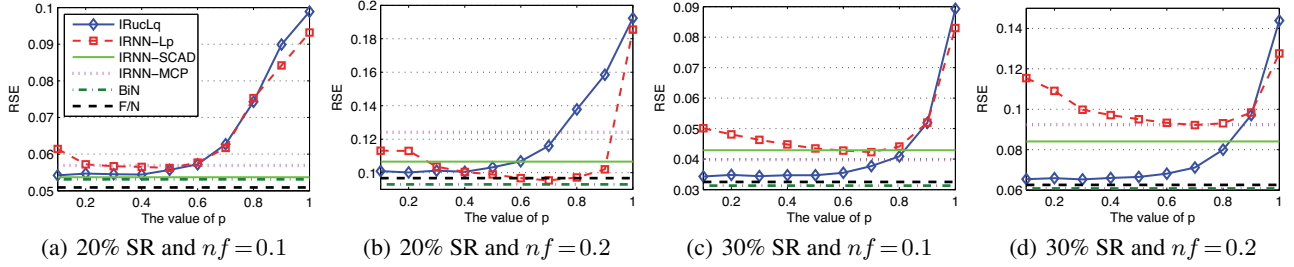 0.1
0.09
0.08
0.07
0.06
0.05
RSE
IRucLq
IRNN−Lp
IRNN−SCAD
IRNN−MCP
BiN
F/N
0.2 0.4 0.6 0.8 1
The value of p
(a) 20% SR and nf=0.1
0.2
0.18
0.16
0.14
0.12
0.10
RSE
0.2 0.4 0.6 0.8 1
The value of p
(b) 20% SR and nf=0.2
0.09
0.08
0.07
0.06
0.05
0.04
0.03
RSE
0.2 0.4 0.6 0.8 1
The value of p
(c) 30% SR and nf=0.1
0.14
0.12
0.1
0.08
0.06
RSE
0.2 0.4 0.6 0.8 1
The value of p
(d) 30% SR and nf=0.2